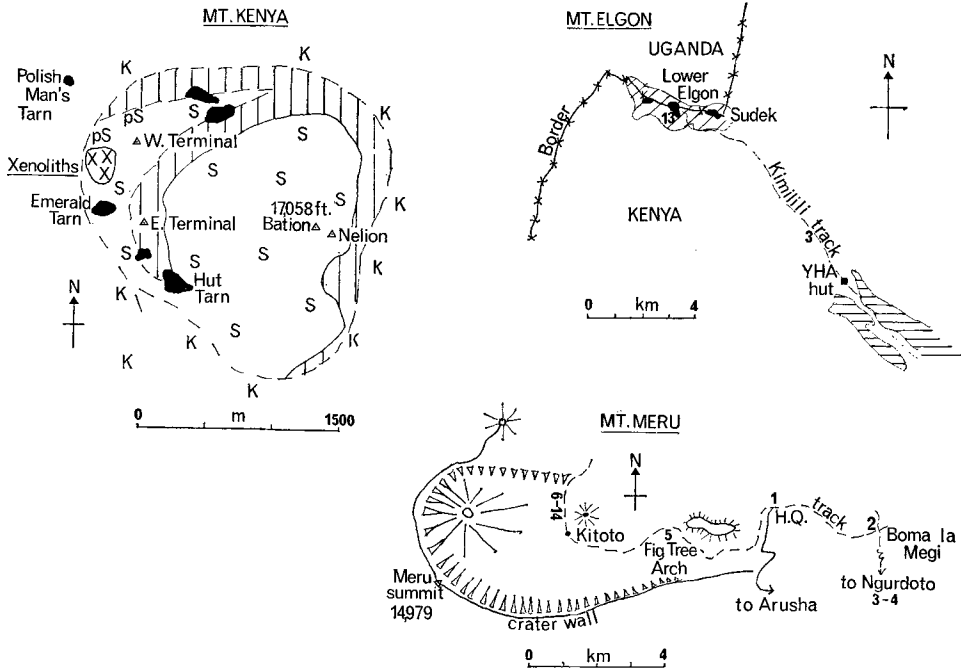 MT. KENYA
K
K
Polish
Man's
Tarn
S
pS
S
K
pS
W. Terminal
S
Xenoliths
X X
X X
S
S
Emerald
Tarn
17,058 ft.
Bation
Nelion
S
K
E. Terminal
S
S
S
K
Hut
Tarn
N
K
S
S
K
K
K
K
0 m 1500
MT. ELGON
UGANDA
N
Lower
Elgon
13
Sudek
Border
KENYA
Kimilili track
3
YHA
hut
0 km 4
MT. MERU
N
6-14
Kitoto
5
Fig Tree
Arch
1
H.Q.
track
2
Boma la
Megi
to Ngurdoto
3-4
to Arusha
Meru
summit
14,979
crater wall
0 km 4